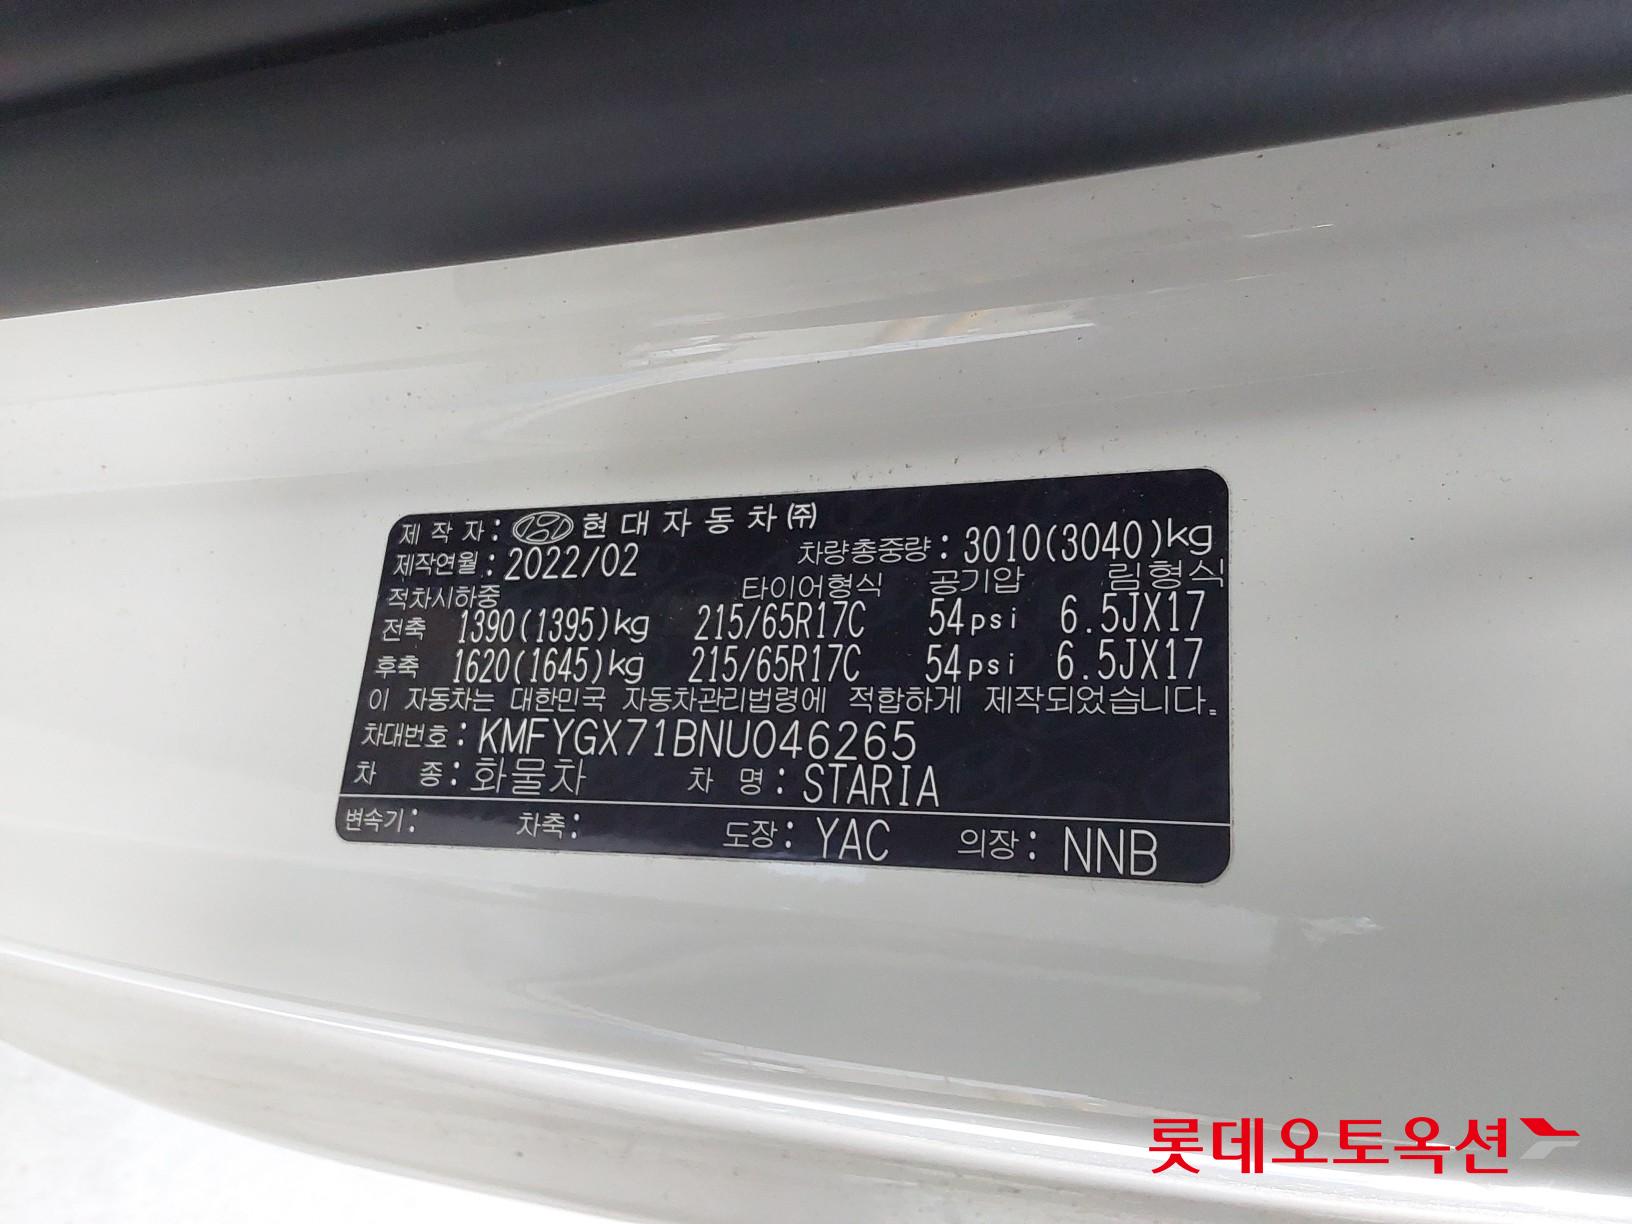 제 작 자 : 현 대 자 동 차 ㈜
제작연월 : 2022/02 차량총중량 : 3010(3040)kg
적차시하중 타이어형식 공기압 림형식
전축 1390(1395)kg 215/65R17C 54psi 6.5JX17
후축 1620(1645)kg 215/65R17C 54psi 6.5JX17
이 자동차는 대한민국 자동차관리법령에 적합하게 제작되었습니다.
차대번호 : KMFYGX71BNU046265
차 종 : 화물차 차 명 : STARIA
변속기 : 차축 : 도장 : YAC 의장 : NNB
롯데오토옥션